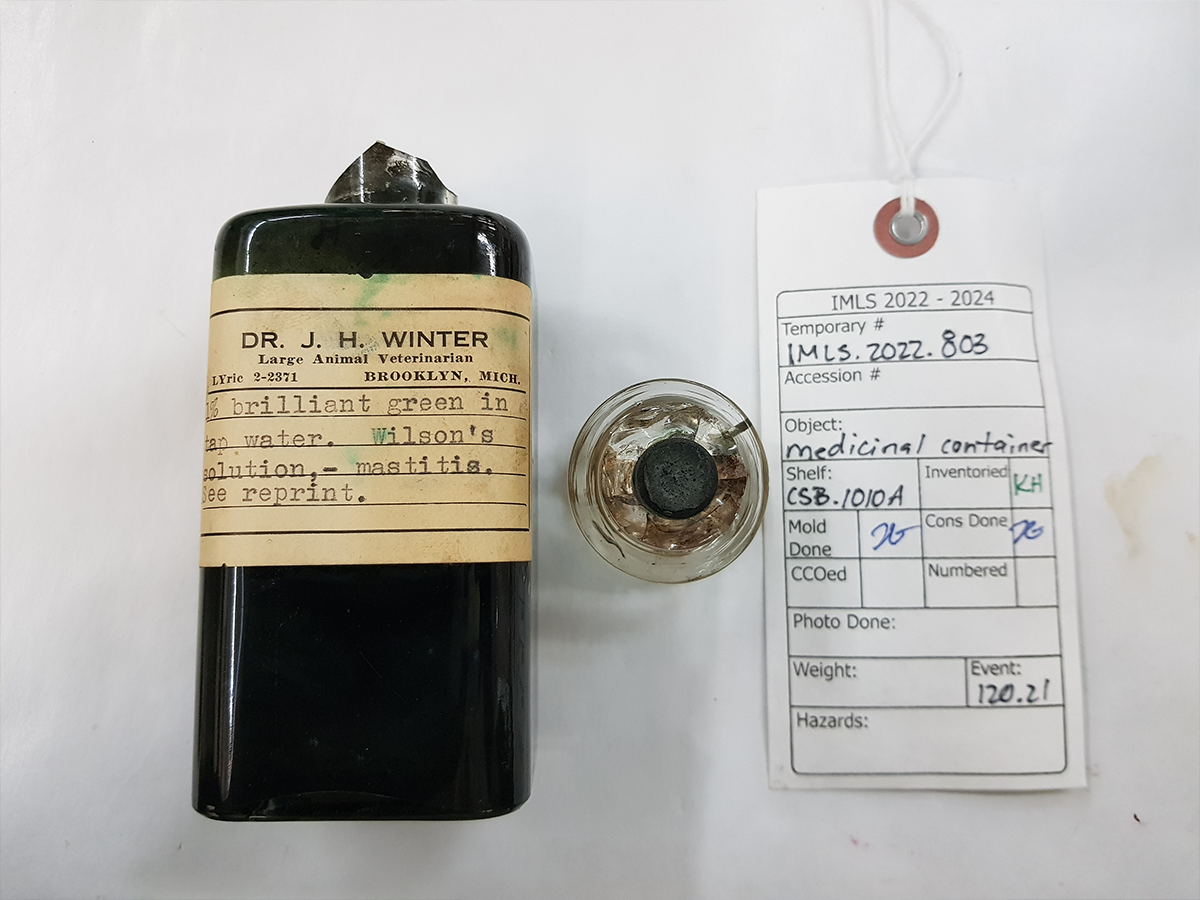 DR. J. H. WINTER
Large Animal Veterinarian
LYric 2-2371 BROOKLYN, MICH.
1% brilliant green in
tap water. Wilson's
solution,- mastitis.
See reprint.
IMLS 2022 - 2024
Temporary #
IMLS.2022.803
Accession #
Object:
medicinal container
Shelf: Inventoried KH
CSB.1010A
Mold Done Cons Done
CCOed Numbered
Photo Done:
Weight: Event:
120.21
Hazards: